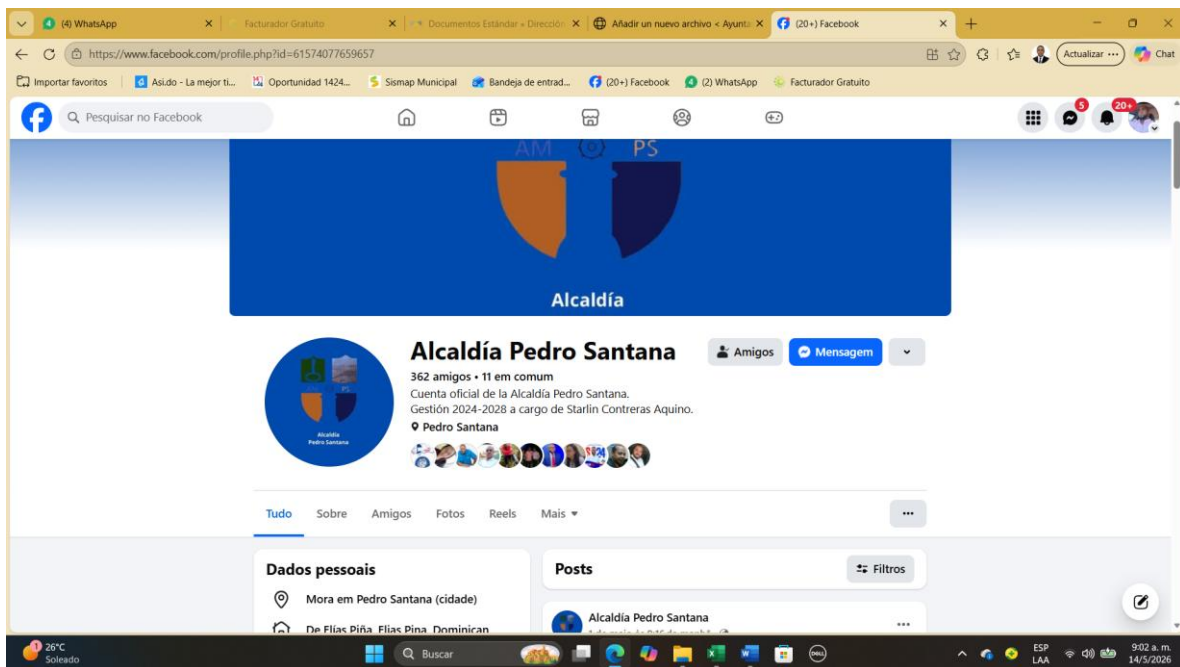 (4) WhatsApp
Facturador Gratuito
Documentos Estándar » Dirección
Añadir un nuevo archivo < Ayunta
(20+) Facebook
https://www.facebook.com/profile.php?id=61574077659657
Actualizar ...
Chat
Importar favoritos
Asi.do - La mejor ti...
Oportunidad 1424...
Sismap Municipal
Bandeja de entrad...
(20+) Facebook
(2) WhatsApp
Facturador Gratuito
Pesquisar no Facebook
5
20+
AM PS
Alcaldía
Alcaldía
Pedro Santana
Alcaldía Pedro Santana
362 amigos • 11 em comum
Cuenta oficial de la Alcaldía Pedro Santana.
Gestión 2024-2028 a cargo de Starlin Contreras Aquino.
Pedro Santana
Amigos
Mensagem
Tudo
Sobre
Amigos
Fotos
Reels
Mais
Dados pessoais
Mora em Pedro Santana (cidade)
De Elías Piña, Elias Pina, Dominican
Posts
Filtros
Alcaldía Pedro Santana
1
26°C
Soleado
Buscar
DELL
ESP
LAA
9:02 a. m.
14/5/2026